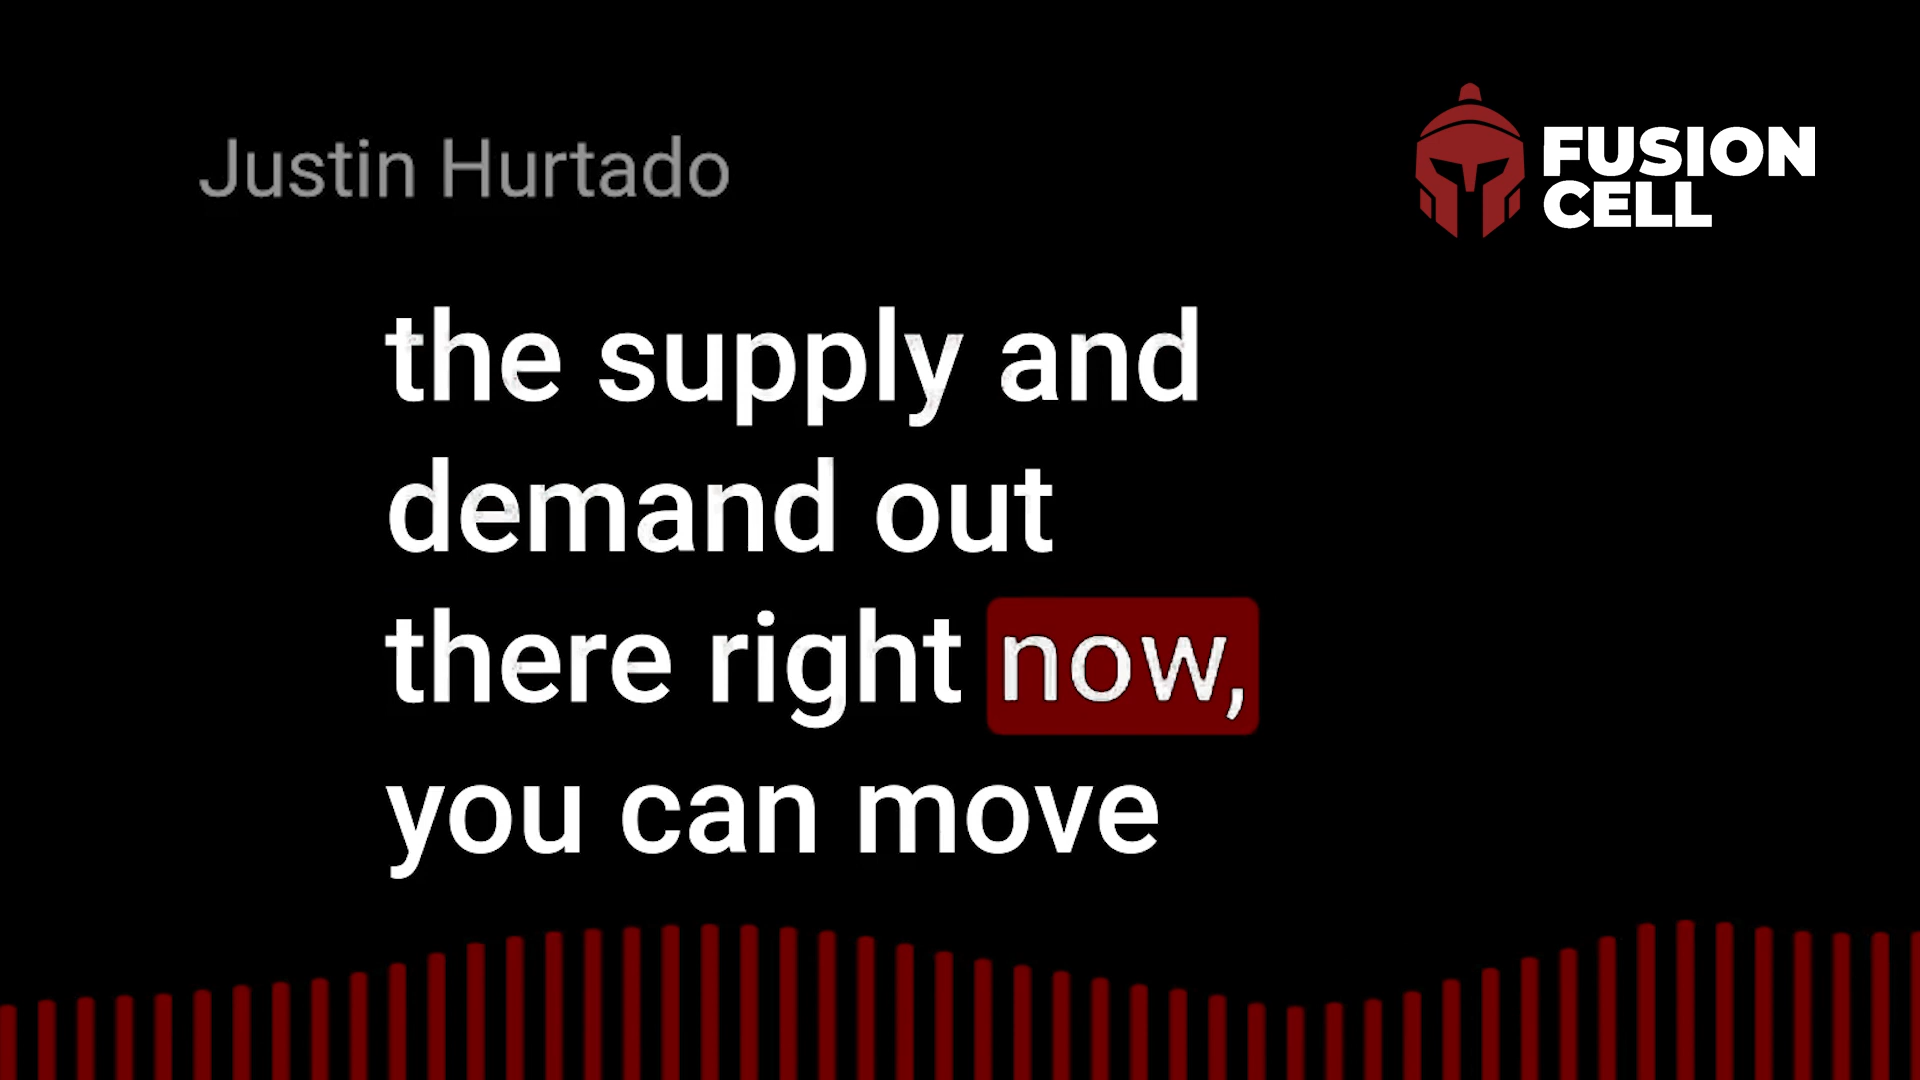 Justin Hurtado
FUSION
CELL
the supply and
demand out
there right now,
you can move